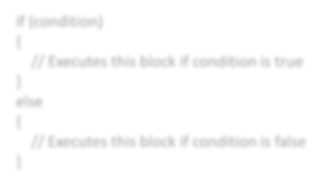 if (condition)
{
// Executes this block if condition is true
}
else
{
// Executes this block if condition is false
}